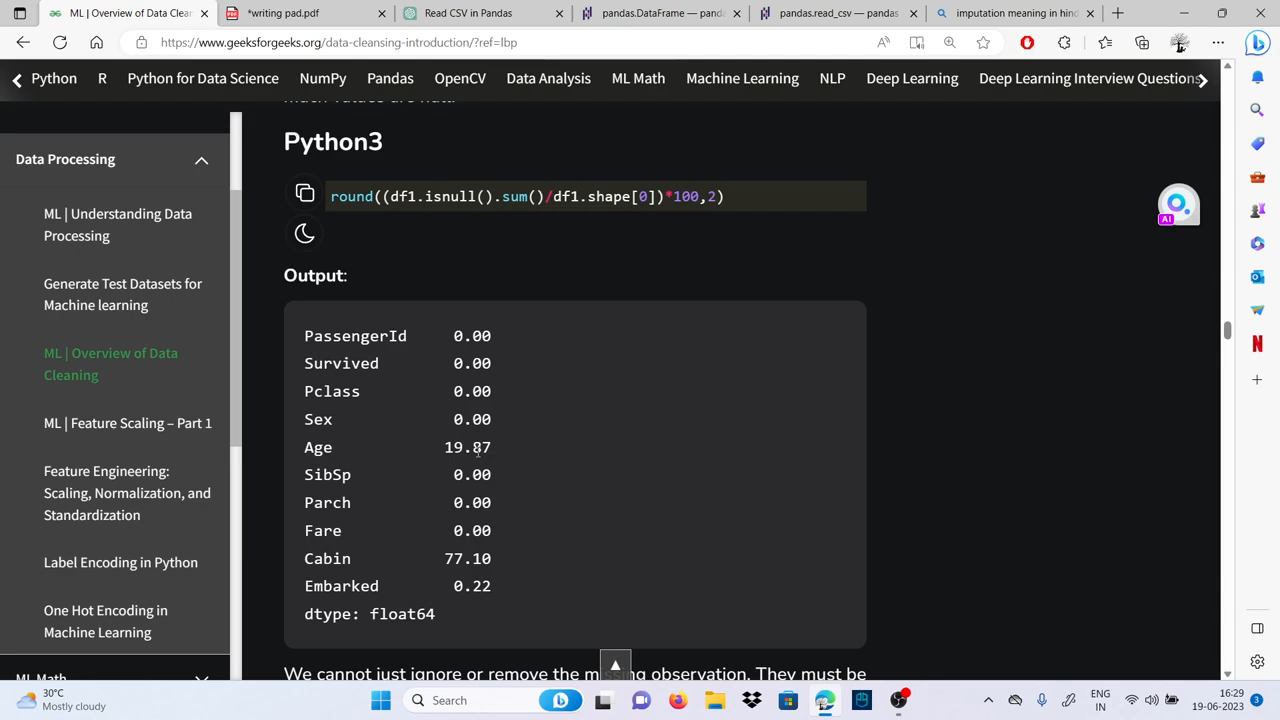 ML | Overview of Data Clean
*writing pad.pdf
Read CSV in Pandas
pandas.DataFrame — panda
pandas.read_csv — pandas
imputation meaning in hind
https://www.geeksforgeeks.org/data-cleansing-introduction/?ref=lbp
Python
R
Python for Data Science
NumPy
Pandas
OpenCV
Data Analysis
ML Math
Machine Learning
NLP
Deep Learning
Deep Learning Interview Questions
much values are null.
Data Processing
ML | Understanding Data
Processing
Generate Test Datasets for
Machine learning
ML | Overview of Data
Cleaning
ML | Feature Scaling – Part 1
Feature Engineering:
Scaling, Normalization, and
Standardization
Label Encoding in Python
One Hot Encoding in
Machine Learning
ML Math
Python3
round((df1.isnull().sum()/df1.shape[0])*100,2)
Output:
PassengerId 0.00
Survived 0.00
Pclass 0.00
Sex 0.00
Age 19.87
SibSp 0.00
Parch 0.00
Fare 0.00
Cabin 77.10
Embarked 0.22
dtype: float64
We cannot just ignore or remove the missing observation. They must be
AI
30°C
Mostly cloudy
Search
ENG
IN
16:29
19-06-2023
3